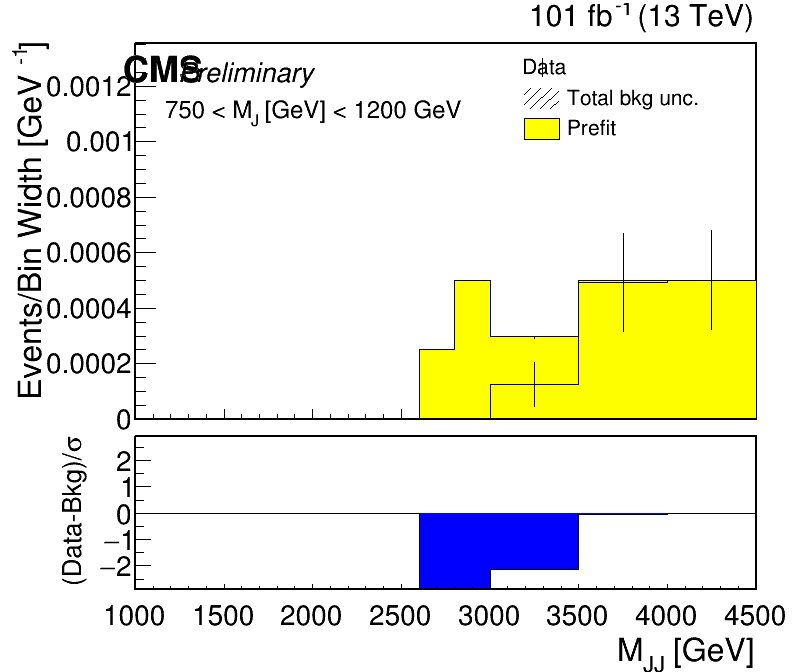 101 fb⁻¹ (13 TeV)
CMS Preliminary
750 < M_J [GeV] < 1200 GeV
Data
Total bkg unc.
Prefit
Events/Bin Width [GeV⁻¹]
0.0012
0.001
0.0008
0.0006
0.0004
0.0002
0
(Data-Bkg)/σ
2
1
0
−1
−2
1000 1500 2000 2500 3000 3500 4000 4500
M_JJ [GeV]